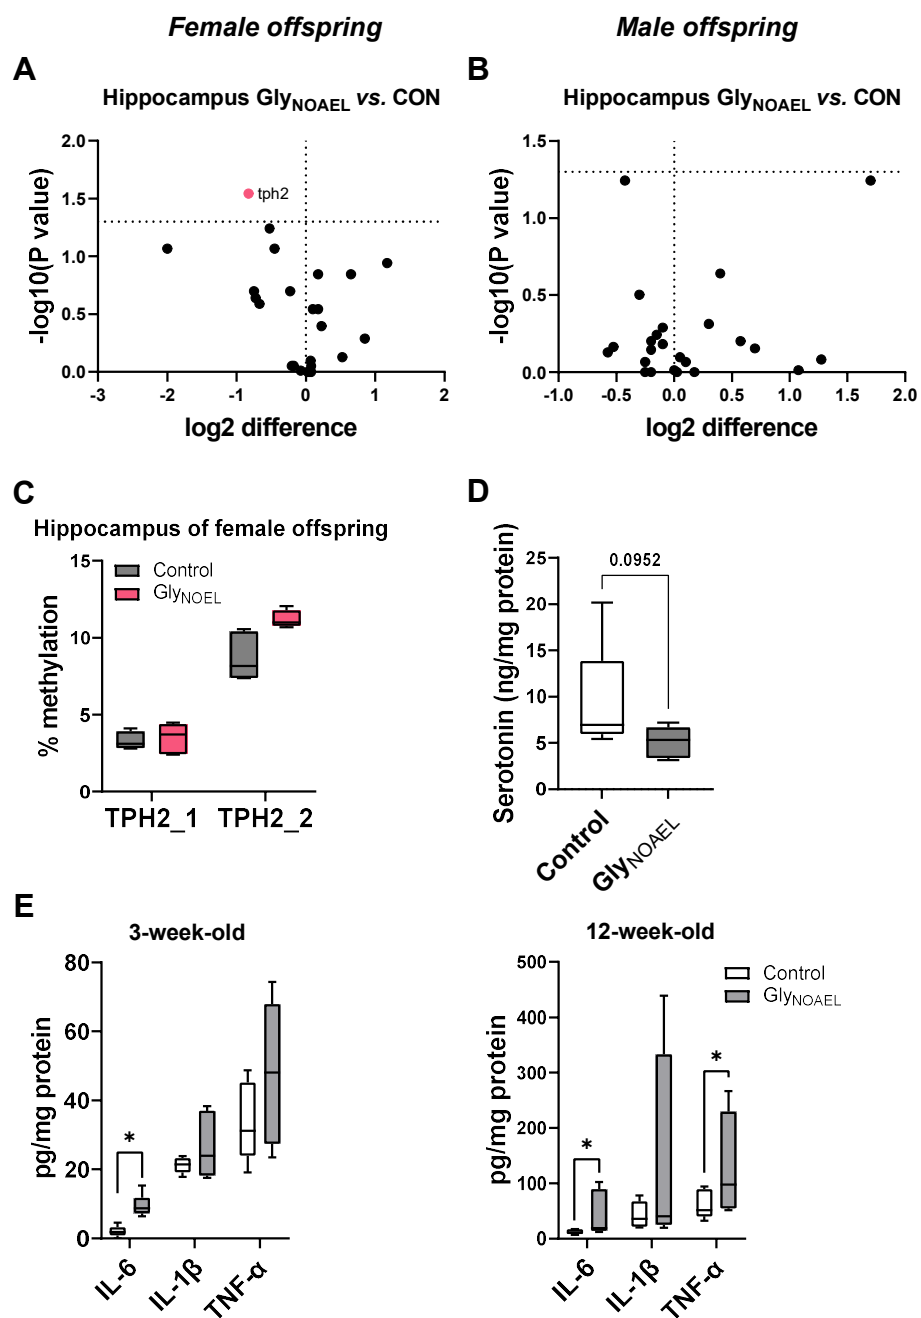 Female offspring
Male offspring
A
B
Hippocampus GlyNOAEL vs. CON
Hippocampus GlyNOAEL vs. CON
2.0
1.5
1.0
0.5
0.0
-log10(P value)
tph2
-3 -2 -1 0 1 2
log2 difference
1.5
1.0
0.5
0.0
-log10(P value)
-1.0 -0.5 0.0 0.5 1.0 1.5 2.0
log2 difference
C
D
Hippocampus of female offspring
15
10
5
0
% methylation
Control
GlyNOEL
TPH2_1 TPH2_2
25
20
15
10
5
0
Serotonin (ng/mg protein)
0.0952
Control
GlyNOAEL
E
3-week-old
80
60
40
20
0
pg/mg protein
*
IL-6
IL-1β
TNF-α
12-week-old
500
400
300
200
100
0
pg/mg protein
Control
GlyNOAEL
*
*
IL-6
IL-1β
TNF-α